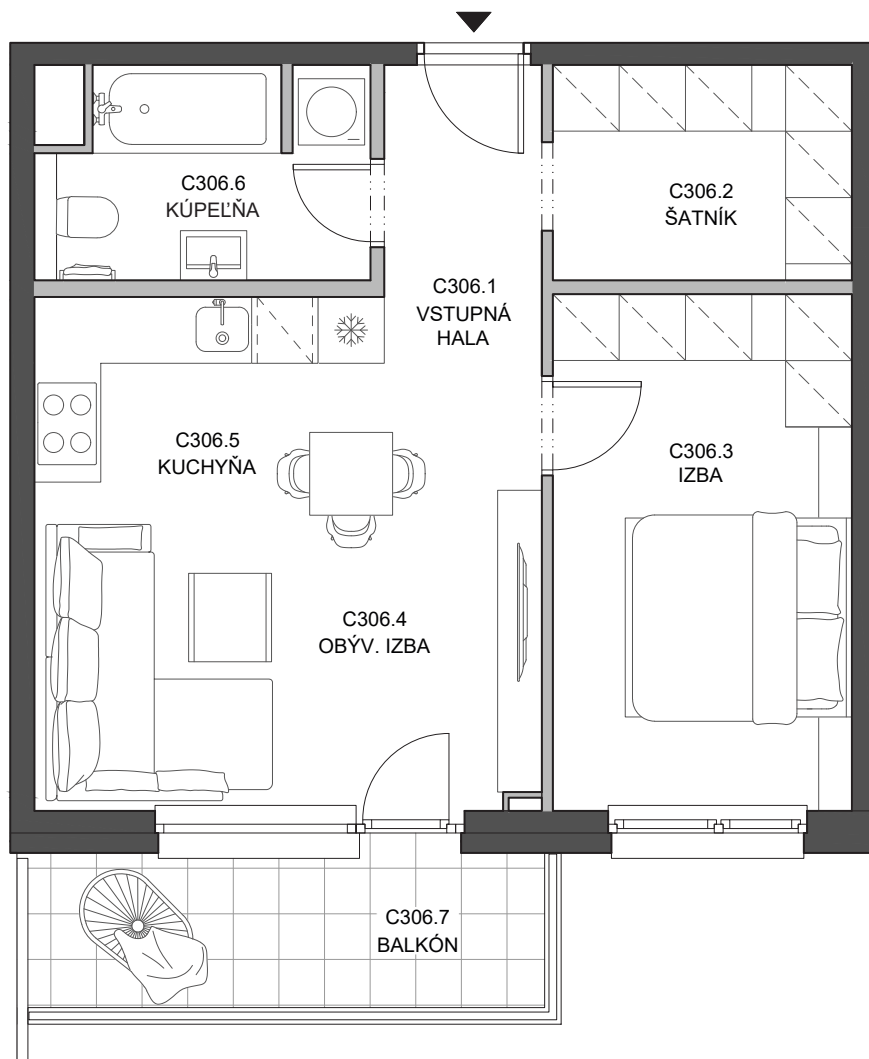 C306.6
KÚPEĽŇA
C306.2
ŠATNÍK
C306.1
VSTUPNÁ
HALA
C306.5
KUCHYŇA
C306.3
IZBA
C306.4
OBÝV. IZBA
C306.7
BALKÓN